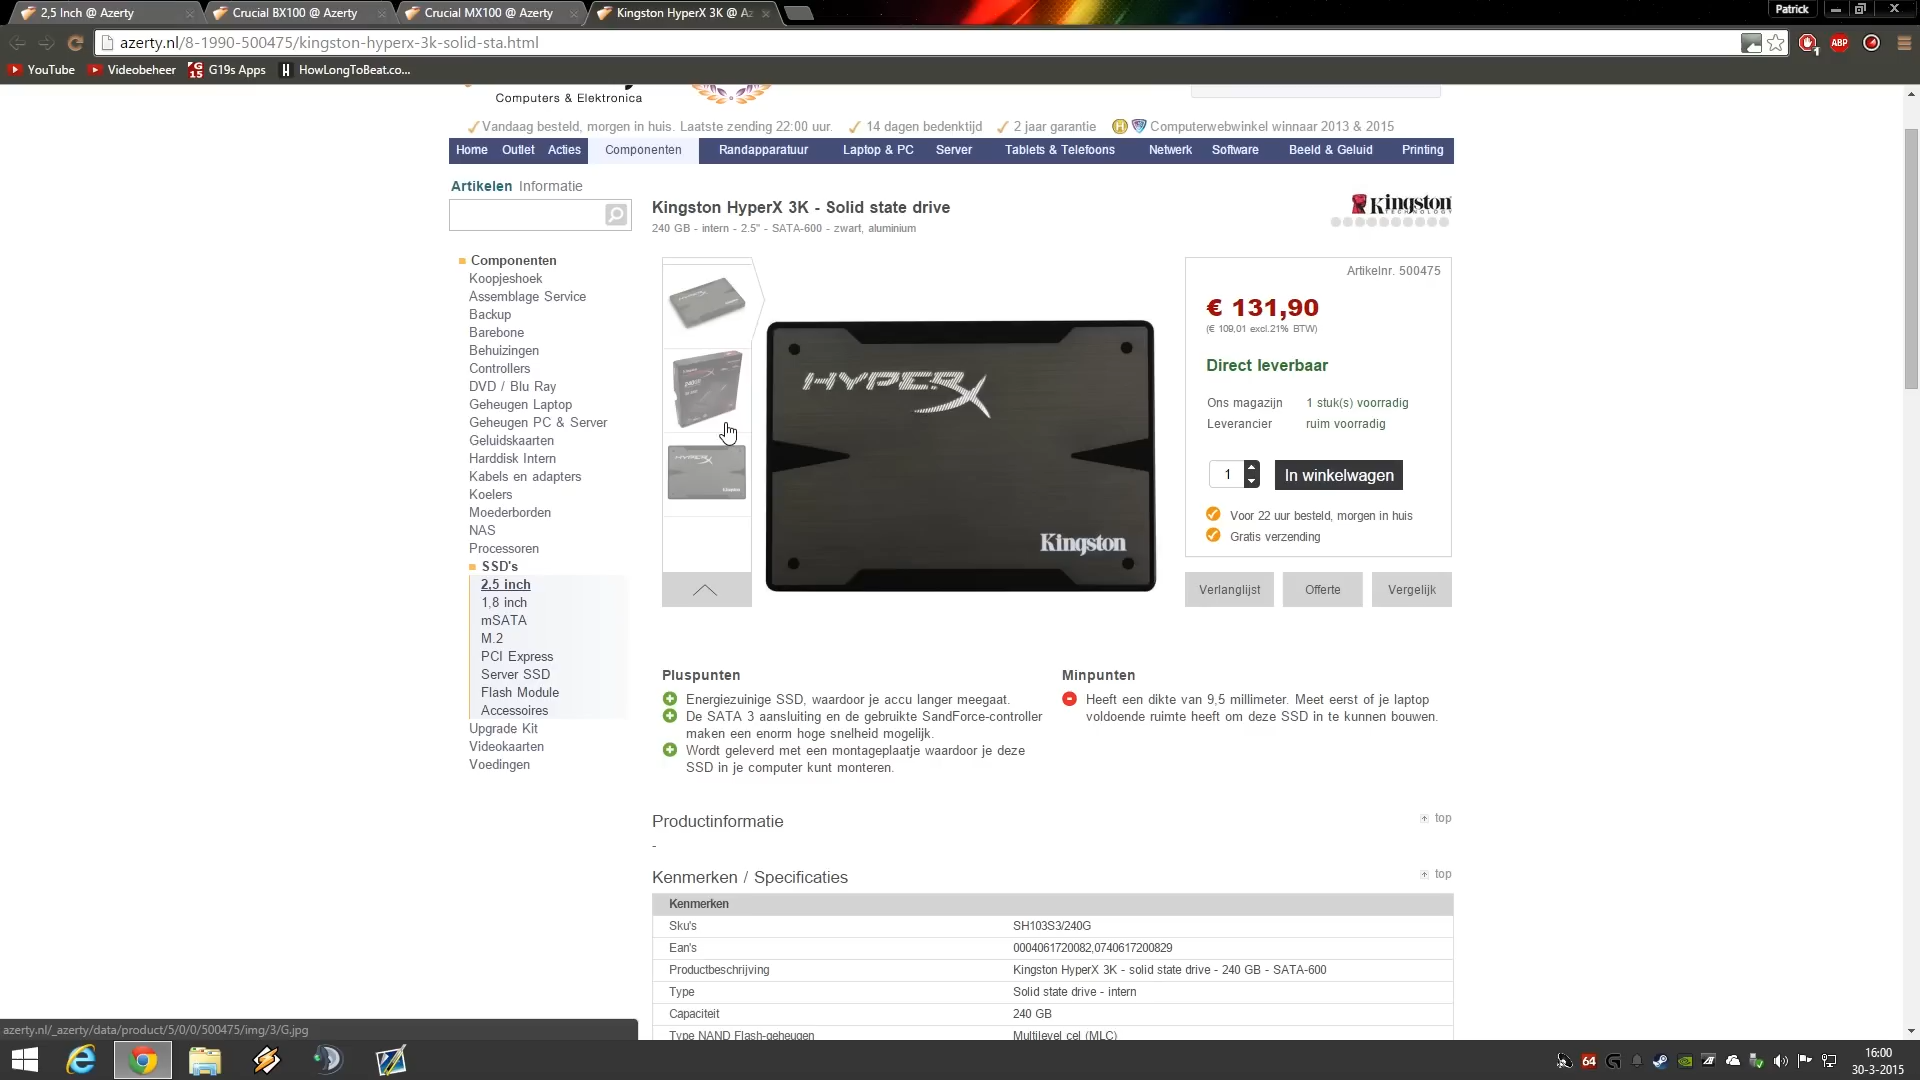 2,5 Inch @ Azerty
Crucial BX100 @ Azerty
Crucial MX100 @ Azerty
Kingston HyperX 3K @ Az
Patrick
azerty.nl/8-1990-500475/kingston-hyperx-3k-solid-sta.html
ABP
1
YouTube
Videobeheer
G19s Apps
HowLongToBeat.co...
Computers & Elektronica
Vandaag besteld, morgen in huis. Laatste zending 22:00 uur.
14 dagen bedenktijd
2 jaar garantie
Computerwebwinkel winnaar 2013 & 2015
Home Outlet Acties Componenten Randapparatuur Laptop & PC Server Tablets & Telefoons Netwerk Software Beeld & Geluid Printing
Artikelen Informatie
Componenten
Koopjeshoek
Assemblage Service
Backup
Barebone
Behuizingen
Controllers
DVD / Blu Ray
Geheugen Laptop
Geheugen PC & Server
Geluidskaarten
Harddisk Intern
Kabels en adapters
Koelers
Moederborden
NAS
Processoren
SSD's
2,5 inch
1,8 inch
mSATA
M.2
PCI Express
Server SSD
Flash Module
Accessoires
Upgrade Kit
Videokaarten
Voedingen
Kingston HyperX 3K - Solid state drive
240 GB - intern - 2.5" - SATA-600 - zwart, aluminium
Kingston
TECHNOLOGY
HYPERX
Kingston
Artikelnr. 500475
€ 131,90
(€ 109,01 excl.21% BTW)
Direct leverbaar
Ons magazijn 1 stuk(s) voorradig
Leverancier ruim voorradig
1
In winkelwagen
Voor 22 uur besteld, morgen in huis
Gratis verzending
Verlanglijst Offerte Vergelijk
Pluspunten
Energiezuinige SSD, waardoor je accu langer meegaat.
De SATA 3 aansluiting en de gebruikte SandForce-controller
maken een enorm hoge snelheid mogelijk.
Wordt geleverd met een montageplaatje waardoor je deze
SSD in je computer kunt monteren.
Minpunten
Heeft een dikte van 9,5 millimeter. Meet eerst of je laptop
voldoende ruimte heeft om deze SSD in te kunnen bouwen.
Productinformatie
top
-
Kenmerken / Specificaties
top
Kenmerken
Sku's SH103S3/240G
Ean's 0004061720082,0740617200829
Productbeschrijving Kingston HyperX 3K - solid state drive - 240 GB - SATA-600
Type Solid state drive - intern
Capaciteit 240 GB
Type NAND Flash-geheugen Multilevel cel (MLC)
azerty.nl/_azerty/data/product/5/0/0/500475/img/3/G.jpg
64
16:00
30-3-2015